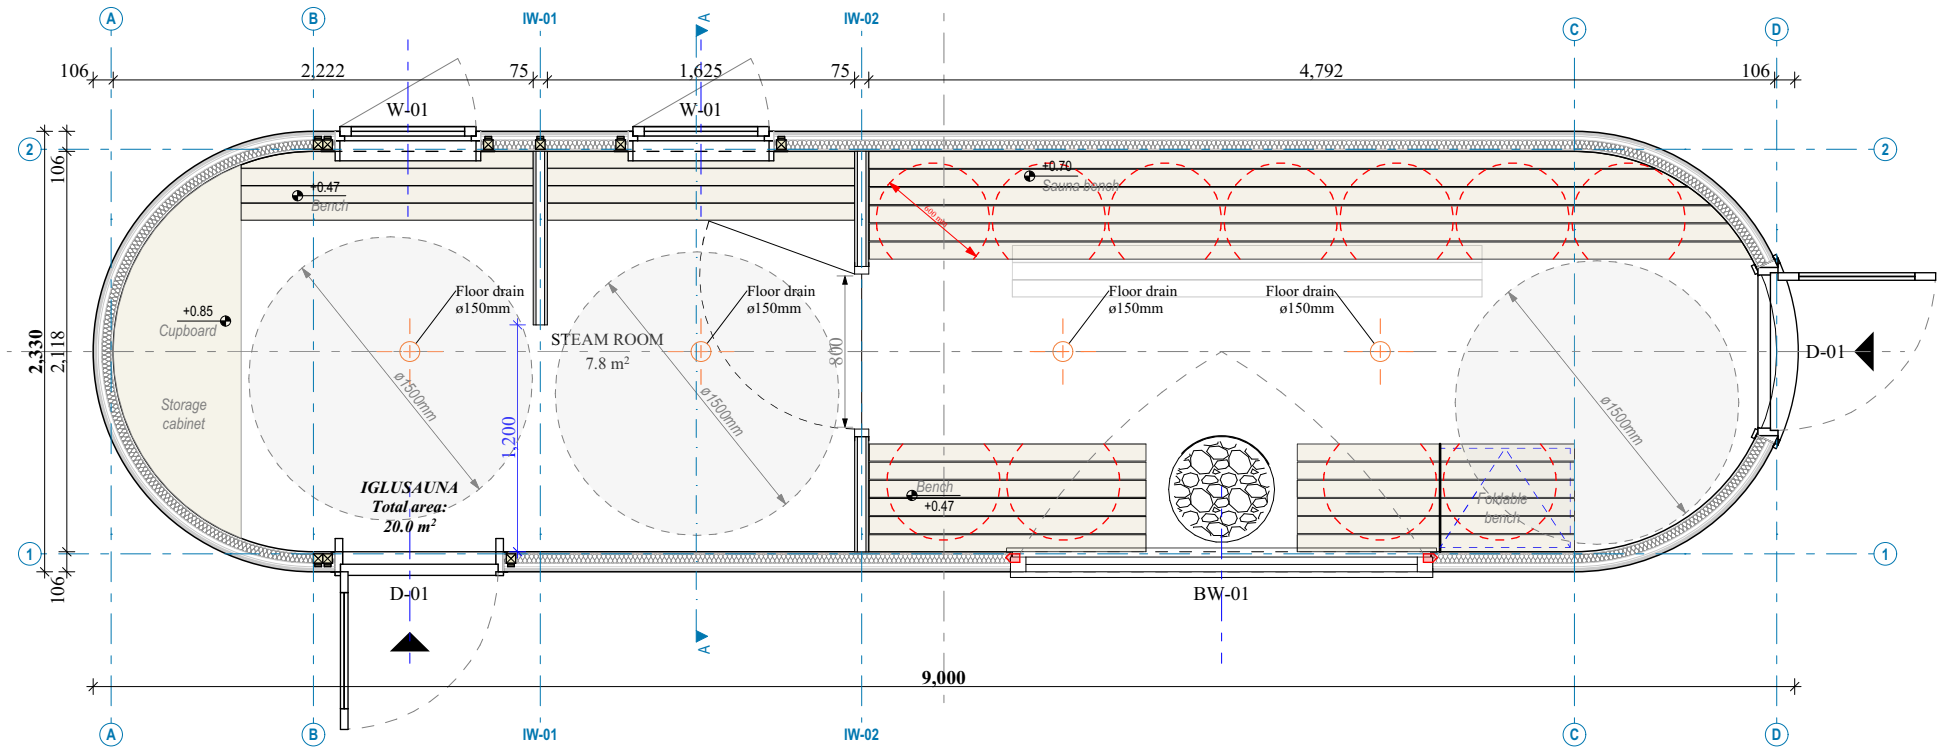 A
B
IW-01
A
IW-02
C
D
106
2,222
75
1,625
75
4,792
106
W-01
W-01
2
2
106
+0.47
Bench
+0.70
Sauna bench
600 mm
+0.85
Cupboard
Floor drain
ø150mm
Floor drain
ø150mm
Floor drain
ø150mm
Floor drain
ø150mm
STEAM ROOM
7.8 m²
800
2,330
2,118
D-01
Storage
cabinet
ø1500mm
ø1500mm
ø1500mm
1,200
IGLUSAUNA
Total area:
20.0 m²
Bench
+0.47
Foldable
bench
1
1
106
D-01
BW-01
A
9,000
A
B
IW-01
IW-02
C
D